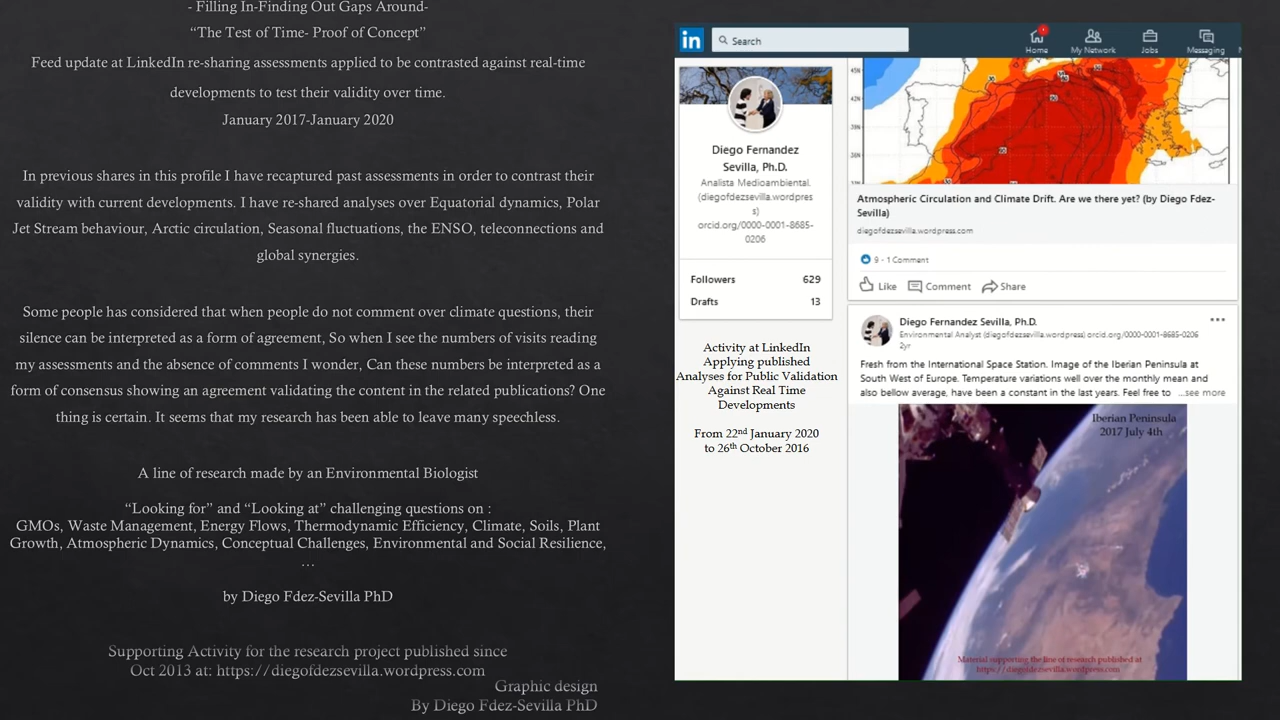 - Filling In-Finding Out Gaps Around-
“The Test of Time- Proof of Concept”
Feed update at LinkedIn re-sharing assessments applied to be contrasted against real-time
developments to test their validity over time.
January 2017-January 2020
In previous shares in this profile I have recaptured past assessments in order to contrast their
validity with current developments. I have re-shared analyses over Equatorial dynamics, Polar
Jet Stream behaviour, Arctic circulation, Seasonal fluctuations, the ENSO, teleconnections and
global synergies.
Some people has considered that when people do not comment over climate questions, their
silence can be interpreted as a form of agreement, So when I see the numbers of visits reading
my assessments and the absence of comments I wonder, Can these numbers be interpreted as a
form of consensus showing an agreement validating the content in the related publications? One
thing is certain. It seems that my research has been able to leave many speechless.
A line of research made by an Environmental Biologist
“Looking for” and “Looking at” challenging questions on :
GMOs, Waste Management, Energy Flows, Thermodynamic Efficiency, Climate, Soils, Plant
Growth, Atmospheric Dynamics, Conceptual Challenges, Environmental and Social Resilience,
…
by Diego Fdez-Sevilla PhD
Supporting Activity for the research project published since
Oct 2013 at: https://diegofdezsevilla.wordpress.com
Graphic design
By Diego Fdez-Sevilla PhD
in
Search
Home
My Network
Jobs
Messaging
Diego Fernandez
Sevilla, Ph.D.
Analista Medioambiental.
(diegofdezsevilla.wordpres
s)
orcid.org/0000-0001-8685-
0206
Followers 629
Drafts 13
Activity at LinkedIn
Applying published
Analyses for Public Validation
Against Real Time
Developments
From 22nd January 2020
to 26th October 2016
45N
42N
39N
36N
30
Atmospheric Circulation and Climate Drift. Are we there yet? (by Diego Fdez-
Sevilla)
diegofdezsevilla.wordpress.com
9 · 1 Comment
Like Comment Share
Diego Fernandez Sevilla, Ph.D.
Environmental Analyst (diegofdezsevilla.wordpress) orcid.org/0000-0001-8685-0206
2yr
Fresh from the International Space Station. Image of the Iberian Peninsula at
South West of Europe. Temperature variations well over the monthly mean and
also bellow average, have been a constant in the last years. Feel free to ...see more
Iberian Peninsula
2017 July 4th
Material supporting the line of research published at
https://diegofdezsevilla.wordpress.com